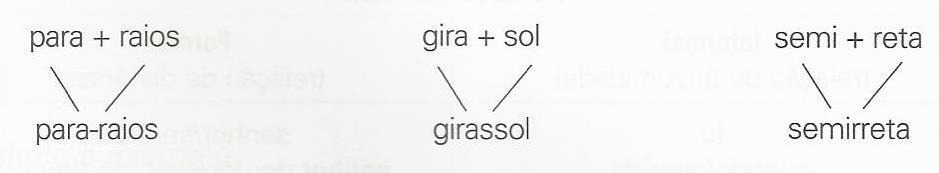 para + raios gira + sol semi + reta
para-raios girassol semirreta